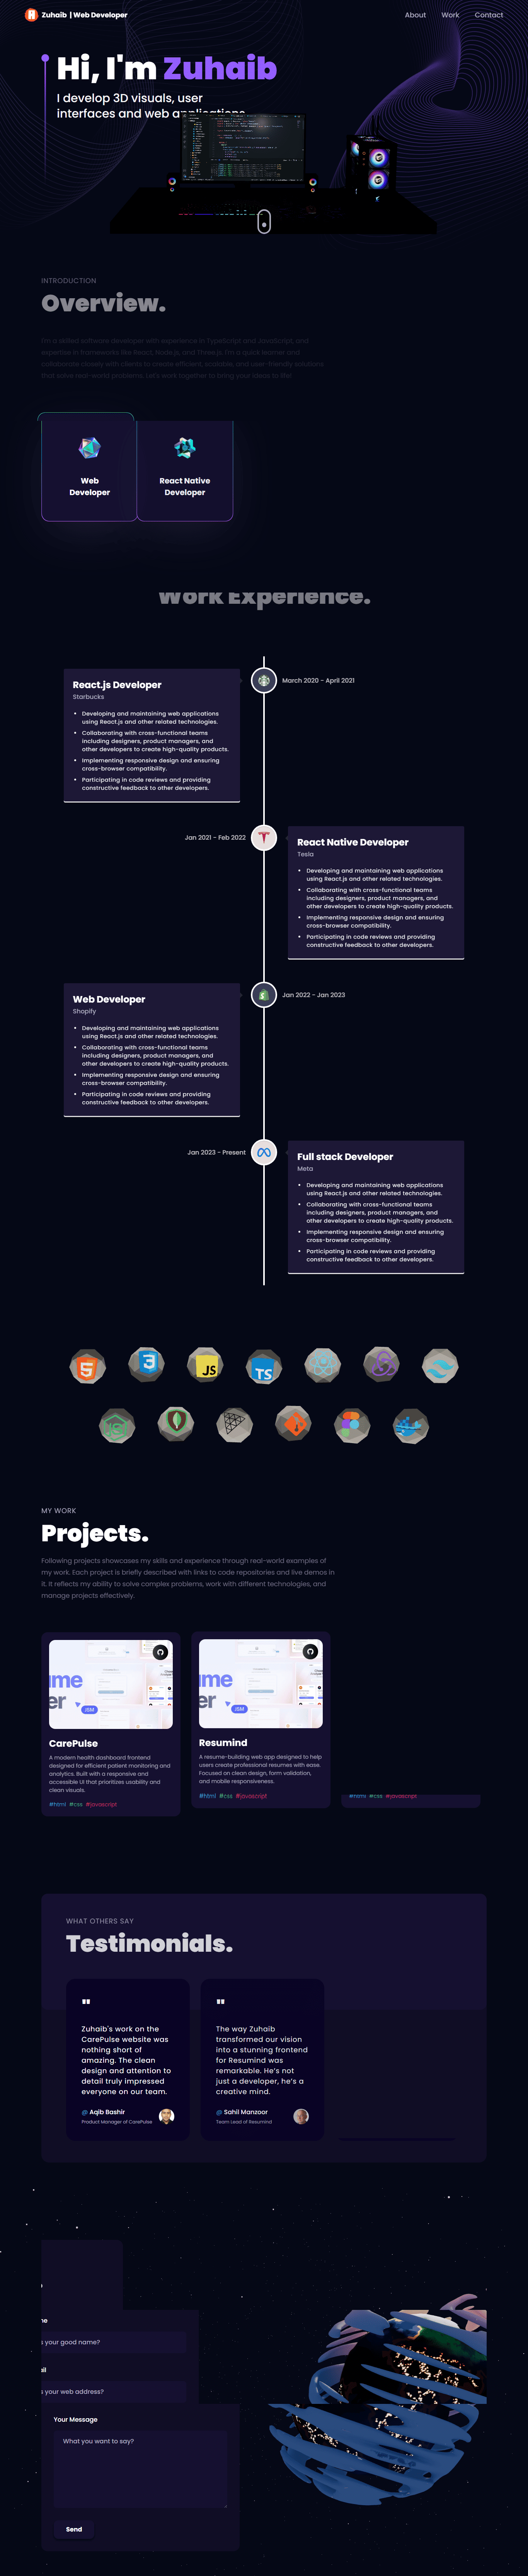 Zuhaib | Web Developer
About
Work
Contact
Hi, I'm Zuhaib
I develop 3D visuals, user
interfaces and web applications
INTRODUCTION
Overview.
I'm a skilled software developer with experience in TypeScript and JavaScript, and
expertise in frameworks like React, Node.js, and Three.js. I'm a quick learner and
collaborate closely with clients to create efficient, scalable, and user-friendly solutions
that solve real-world problems. Let's work together to bring your ideas to life!
Web
Developer
React Native
Developer
Work Experience.
March 2020 - April 2021
React.js Developer
Starbucks
• Developing and maintaining web applications
using React.js and other related technologies.
• Collaborating with cross-functional teams
including designers, product managers, and
other developers to create high-quality products.
• Implementing responsive design and ensuring
cross-browser compatibility.
• Participating in code reviews and providing
constructive feedback to other developers.
Jan 2021 - Feb 2022
React Native Developer
Tesla
• Developing and maintaining web applications
using React.js and other related technologies.
• Collaborating with cross-functional teams
including designers, product managers, and
other developers to create high-quality products.
• Implementing responsive design and ensuring
cross-browser compatibility.
• Participating in code reviews and providing
constructive feedback to other developers.
Jan 2022 - Jan 2023
Web Developer
Shopify
• Developing and maintaining web applications
using React.js and other related technologies.
• Collaborating with cross-functional teams
including designers, product managers, and
other developers to create high-quality products.
• Implementing responsive design and ensuring
cross-browser compatibility.
• Participating in code reviews and providing
constructive feedback to other developers.
Jan 2023 - Present
Full stack Developer
Meta
• Developing and maintaining web applications
using React.js and other related technologies.
• Collaborating with cross-functional teams
including designers, product managers, and
other developers to create high-quality products.
• Implementing responsive design and ensuring
cross-browser compatibility.
• Participating in code reviews and providing
constructive feedback to other developers.
5
3
JS
TS
JS
MY WORK
Projects.
Following projects showcases my skills and experience through real-world examples of
my work. Each project is briefly described with links to code repositories and live demos in
it. It reflects my ability to solve complex problems, work with different technologies, and
manage projects effectively.
ume
er
JSM
CarePulse
A modern health dashboard frontend
designed for efficient patient monitoring and
analytics. Built with a responsive and
accessible UI that prioritizes usability and
clean visuals.
#html #css #javascript
ume
er
JSM
Resumind
A resume-building web app designed to help
users create professional resumes with ease.
Focused on clean design, form validation,
and mobile responsiveness.
#html #css #javascript
#html #css #javascript
WHAT OTHERS SAY
Testimonials.
"
Zuhaib's work on the
CarePulse website was
nothing short of
amazing. The clean
design and attention to
detail truly impressed
everyone on our team.
@ Aqib Bashir
Product Manager of CarePulse
"
The way Zuhaib
transformed our vision
into a stunning frontend
for Resumind was
remarkable. He's not
just a developer, he's a
creative mind.
@ Sahil Manzoor
Team Lead of Resumind
me
s your good name?
ail
s your web address?
Your Message
What you want to say?
Send